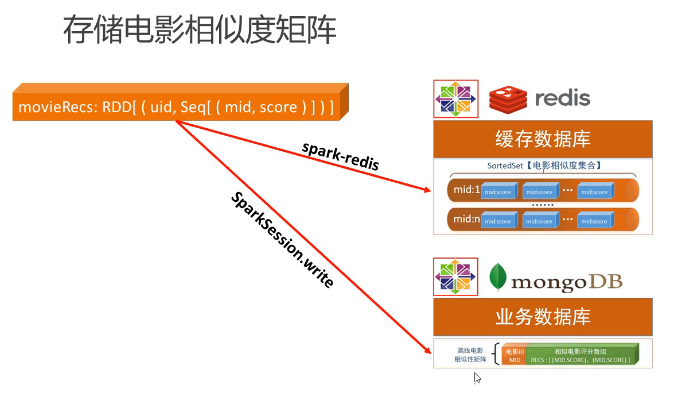 存储电影相似度矩阵
movieRecs: RDD[ ( uid, Seq[ ( mid, score ) ] ) ]
spark-redis
SparkSession.write
redis
缓存数据库
SortedSet【电影相似度集合】
mid:1
mid:score
mid:score
...
mid:score
......
mid:n
mid:score
mid:score
...
mid:score
mongoDB
业务数据库
离线电影
相似性矩阵
电影ID
MID
相似电影评分数组
RECS : [ (MID,SCORE)、(MID,SCORE) ]